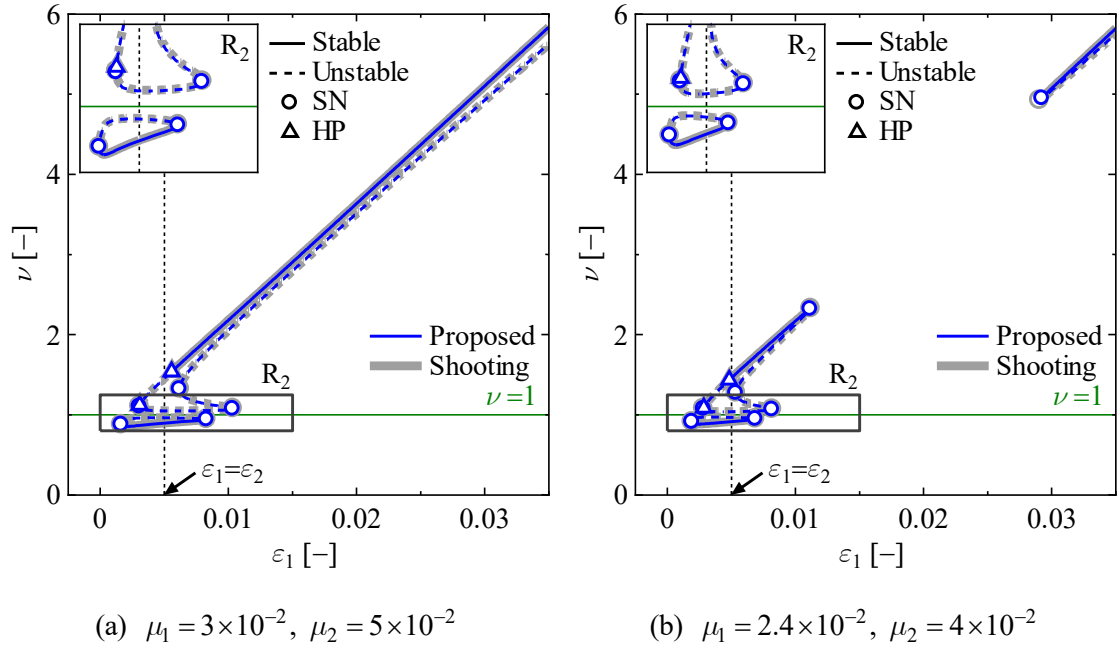 R₂
Stable
Unstable
SN
HP
Proposed
Shooting
R₂
ν=1
ε₁=ε₂
6
4
2
0
ν [−]
0
0.01
0.02
0.03
ε₁ [−]
(a) μ₁ = 3×10⁻², μ₂ = 5×10⁻²
R₂
Stable
Unstable
SN
HP
Proposed
Shooting
R₂
ν=1
ε₁=ε₂
6
4
2
0
ν [−]
0
0.01
0.02
0.03
ε₁ [−]
(b) μ₁ = 2.4×10⁻², μ₂ = 4×10⁻²